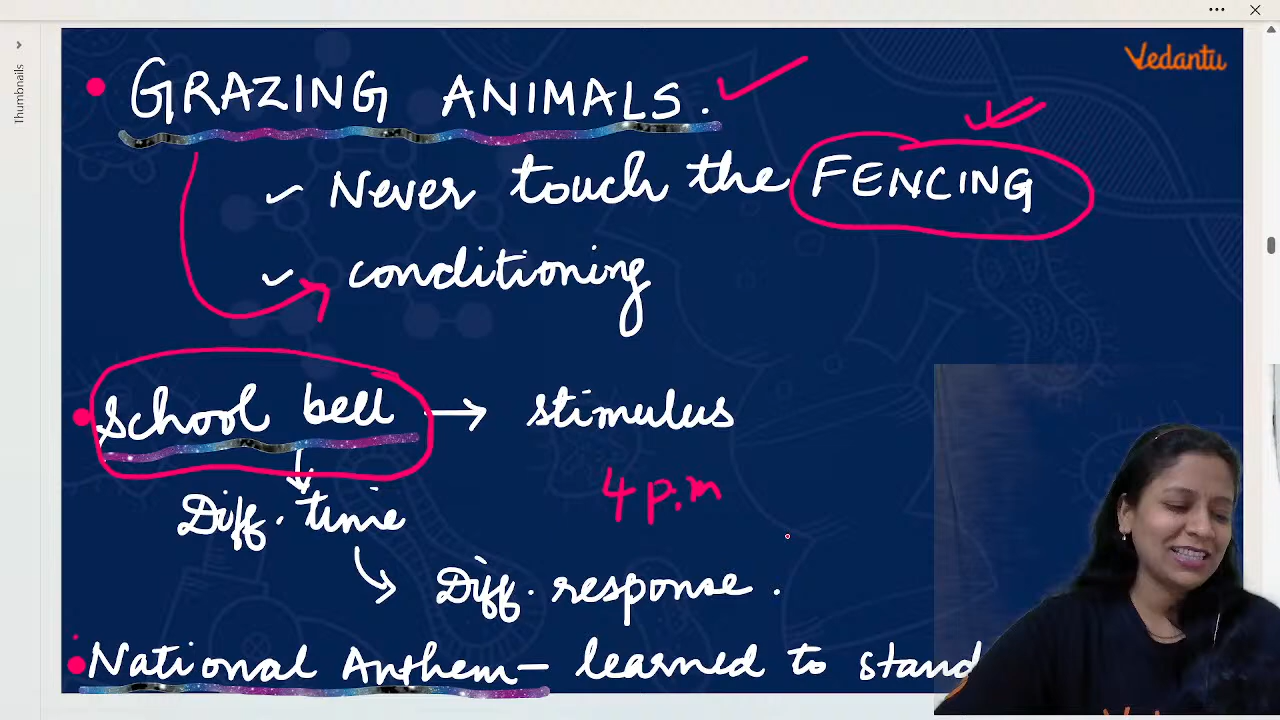 Thumbnails
Vedantu
GRAZING ANIMALS.
Never touch the FENCING
conditioning
School bell → stimulus
4 p.m
Diff. time
Diff. response.
National Anthem - learned to stand